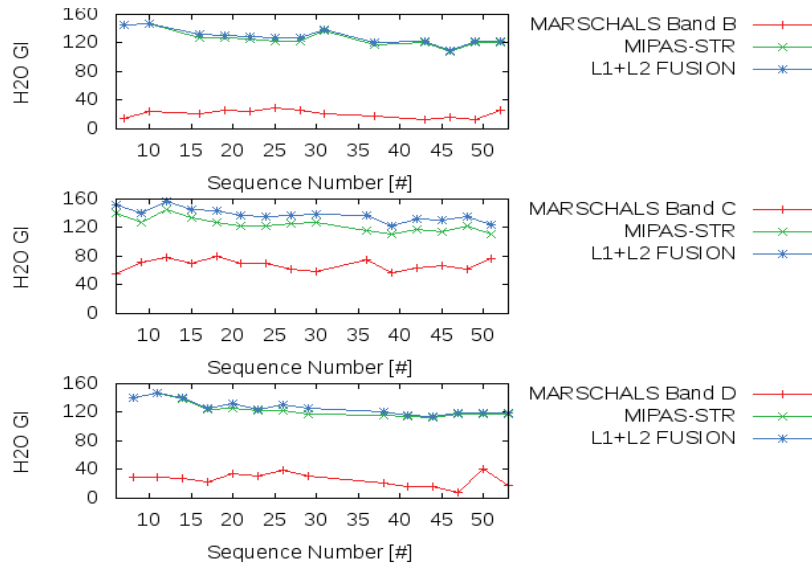 160
120
80
40
0
H2O GI
10 15 20 25 30 35 40 45 50
Sequence Number [#]
MARSCHALS Band B
MIPAS-STR
L1+L2 FUSION
160
120
80
40
0
H2O GI
10 15 20 25 30 35 40 45 50
Sequence Number [#]
MARSCHALS Band C
MIPAS-STR
L1+L2 FUSION
160
120
80
40
0
H2O GI
10 15 20 25 30 35 40 45 50
Sequence Number [#]
MARSCHALS Band D
MIPAS-STR
L1+L2 FUSION